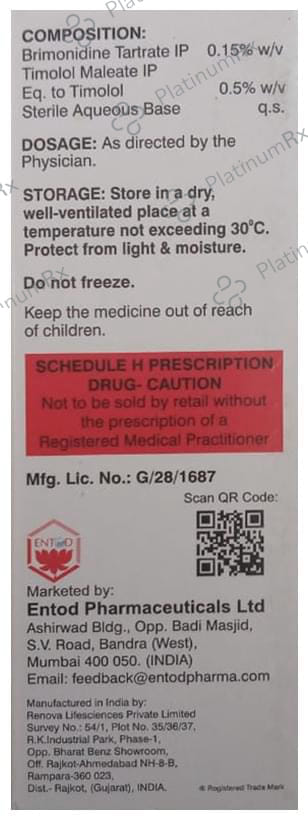 COMPOSITION:
Brimonidine Tartrate IP 0.15% w/v
Timolol Maleate IP
Eq. to Timolol 0.5% w/v
Sterile Aqueous Base q.s.
DOSAGE: As directed by the
Physician.
STORAGE: Store in a dry,
well-ventilated place at a
temperature not exceeding 30°C.
Protect from light & moisture.
Do not freeze.
Keep the medicine out of reach
of children.
SCHEDULE H PRESCRIPTION
DRUG- CAUTION
Not to be sold by retail without
the prescription of a
Registered Medical Practitioner
Mfg. Lic. No.: G/28/1687
Scan QR Code:
ENTOD
Marketed by:
Entod Pharmaceuticals Ltd
Ashirwad Bldg., Opp. Badi Masjid,
S.V. Road, Bandra (West),
Mumbai 400 050. (INDIA)
Email: feedback@entodpharma.com
Manufactured in India by:
Renova Lifesciences Private Limited
Survey No.: 54/1, Plot No. 35/36/37,
R.K.Industrial Park, Phase-1,
Opp. Bharat Benz Showroom,
Off. Rajkot-Ahmedabad NH-8-B,
Rampara-360 023,
Dist.- Rajkot, (Gujarat), INDIA.
® Registered Trade Mark
PlatinumRx
PlatinumRx
PlatinumRx